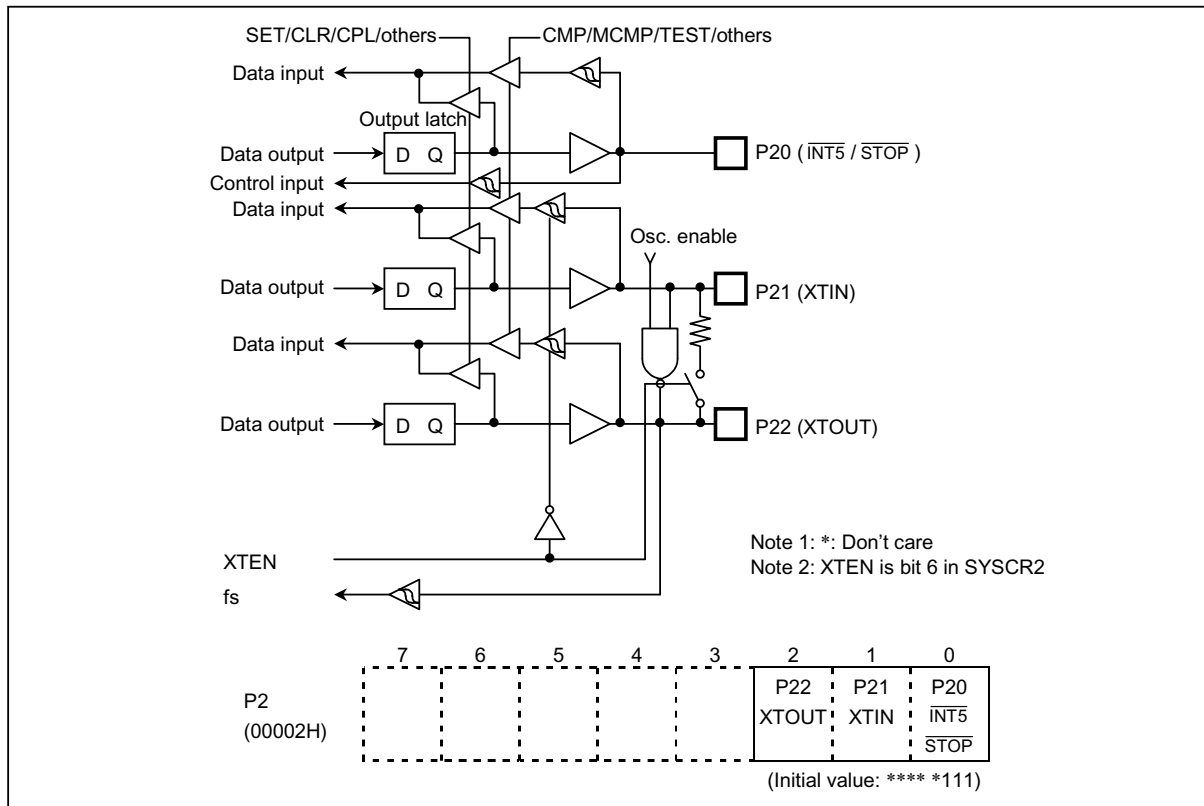 SET/CLR/CPL/others CMP/MCMP/TEST/others
Data input
Output latch
Data output D Q P20 (INT5 / STOP )
Control input
Data input
Osc. enable
Data output D Q P21 (XTIN)
Data input
Data output D Q P22 (XTOUT)
Note 1: *: Don't care
XTEN
Note 2: XTEN is bit 6 in SYSCR2
fs
7 6 5 4 3 2 1 0
P2 P22 P21 P20
XTOUT XTIN INT5
(00002H)
STOP
(Initial value: **** *111)